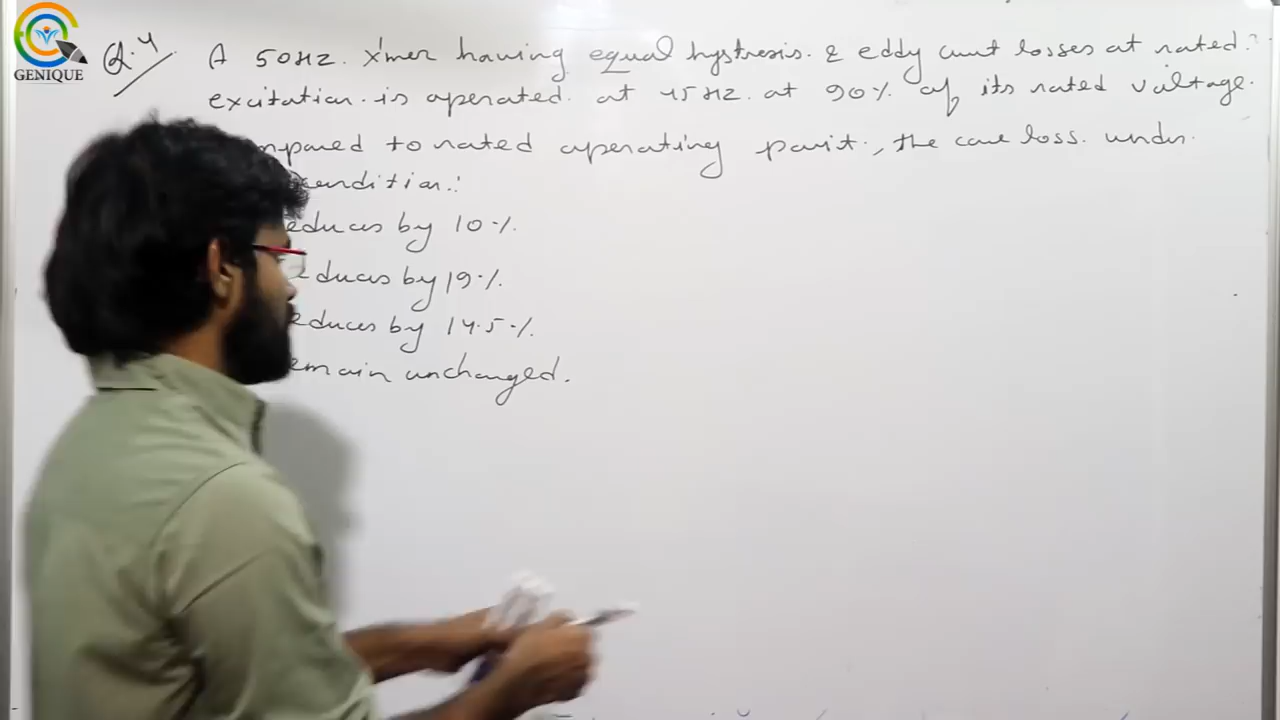 GENIQUE
Q.4 A 50HZ. X'mer having equal hystresis. & eddy cunt losses at rated
excitation. is operated. at 45HZ. at 90% of its rated voltage.
mpared to rated operating point., the core loss. under.
condition.:
educes by 10%.
educes by 19%.
educes by 14.5%.
emain unchanged.